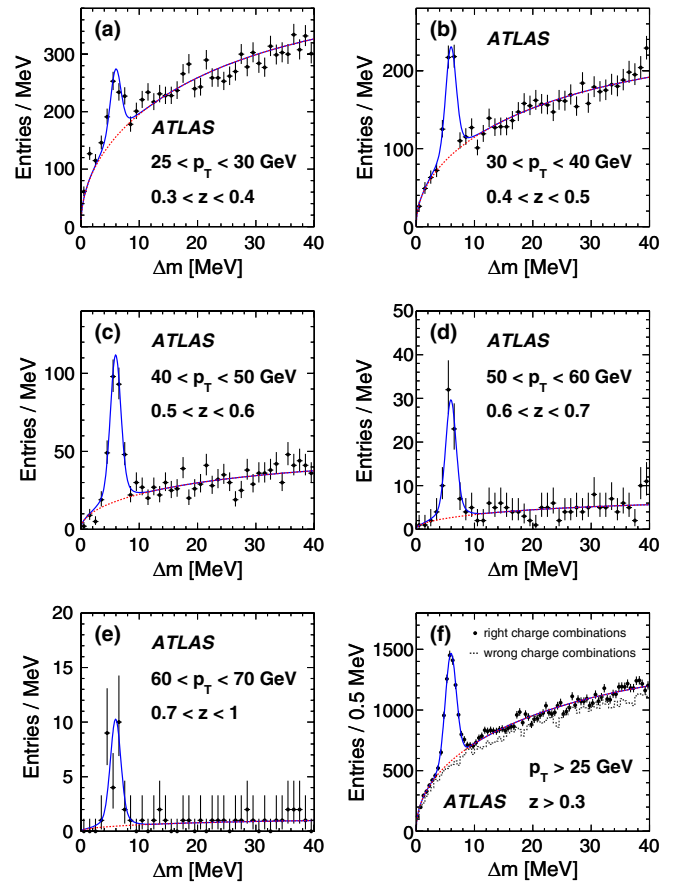 (a)
ATLAS
25 < p_T < 30 GeV
0.3 < z < 0.4
Entries / MeV
300
200
100
0
0 10 20 30 40
Δm [MeV]
(b)
ATLAS
30 < p_T < 40 GeV
0.4 < z < 0.5
Entries / MeV
200
100
0
0 10 20 30 40
Δm [MeV]
(c)
ATLAS
40 < p_T < 50 GeV
0.5 < z < 0.6
Entries / MeV
100
50
0
0 10 20 30 40
Δm [MeV]
(d)
ATLAS
50 < p_T < 60 GeV
0.6 < z < 0.7
Entries / MeV
50
40
30
20
10
0
0 10 20 30 40
Δm [MeV]
(e)
ATLAS
60 < p_T < 70 GeV
0.7 < z < 1
Entries / MeV
20
15
10
5
0
0 10 20 30 40
Δm [MeV]
(f)
right charge combinations
wrong charge combinations
p_T > 25 GeV
ATLAS
z > 0.3
Entries / 0.5 MeV
1500
1000
500
0
0 10 20 30 40
Δm [MeV]